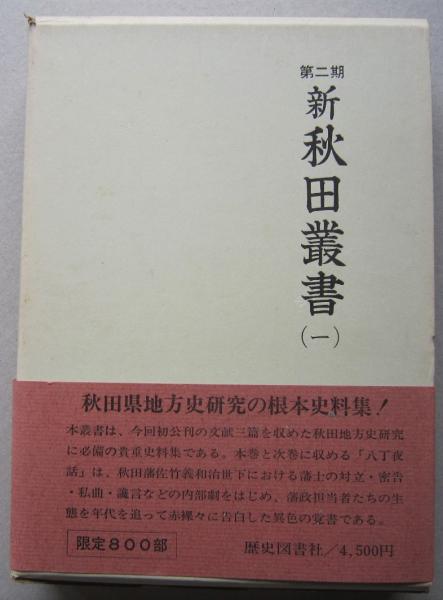 第二期
新秋田叢書
(一)
秋田県地方史研究の根本史料集!
本叢書は、今回初公刊の文献三篇を収めた秋田地方史研究
に必備の貴重史料集である。本巻と次巻に収める「八丁夜
話」は、秋田藩佐竹義和治世下における藩士の対立・密告
・私曲・讒言などの内部劇をはじめ、藩政担当者たちの生
態を年代を追って赤裸々に告白した異色の覚書である。
限定800部
歴史図書社/4,500円